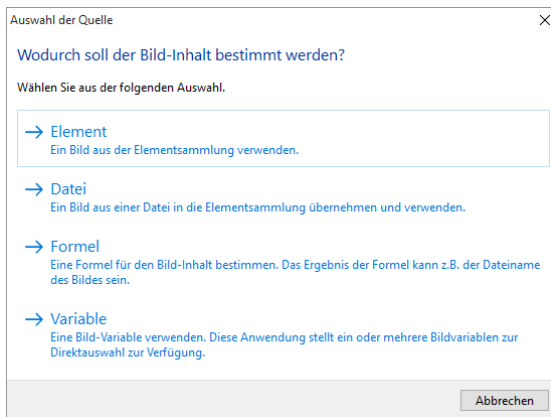 Auswahl der Quelle
Wodurch soll der Bild-Inhalt bestimmt werden?
Wählen Sie aus der folgenden Auswahl.
Element
Ein Bild aus der Elementsammlung verwenden.
Datei
Ein Bild aus einer Datei in die Elementsammlung übernehmen und verwenden.
Formel
Eine Formel für den Bild-Inhalt bestimmen. Das Ergebnis der Formel kann z.B. der Dateiname
des Bildes sein.
Variable
Eine Bild-Variable verwenden. Diese Anwendung stellt ein oder mehrere Bildvariablen zur
Direktauswahl zur Verfügung.
Abbrechen